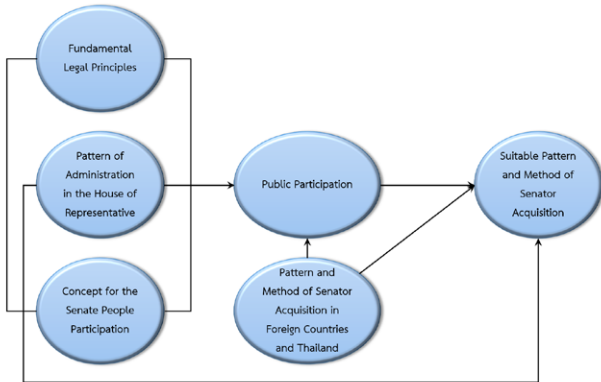 Fundamental
Legal Principles
Pattern of
Administration
in the House of
Representative
Concept for the
Senate People
Participation
Public Participation
Pattern and
Method of Senator
Acquisition in
Foreign Countries
and Thailand
Suitable Pattern
and Method of
Senator
Acquisition